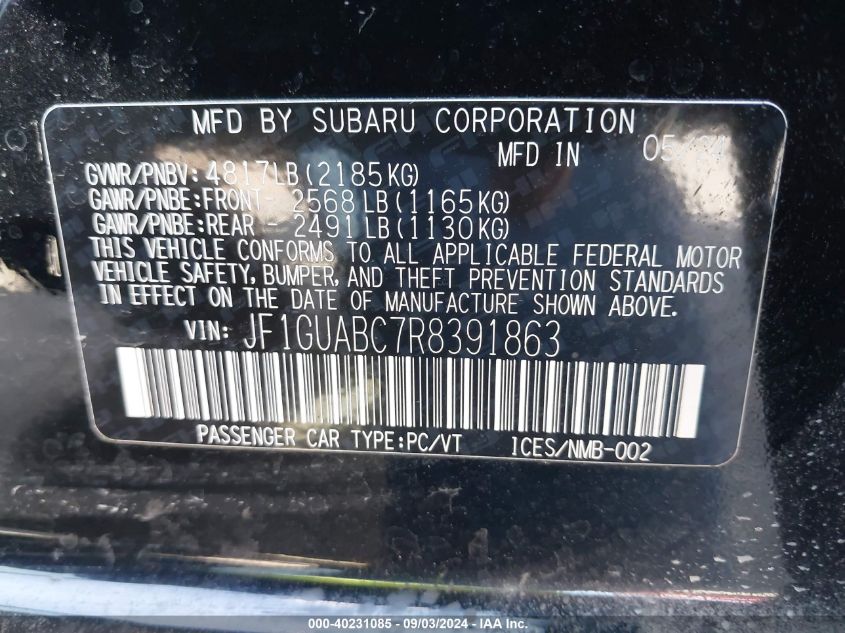 MFD BY SUBARU CORPORATION
MFD IN 05/24
GVWR/PNBV: 4817LB(2185KG)
GAWR/PNBE:FRONT- 2568LB(1165KG)
GAWR/PNBE:REAR - 2491LB(1130KG)
THIS VEHICLE CONFORMS TO ALL APPLICABLE FEDERAL MOTOR
VEHICLE SAFETY, BUMPER, AND THEFT PREVENTION STANDARDS
IN EFFECT ON THE DATE OF MANUFACTURE SHOWN ABOVE.
VIN: JF1GUABC7R8391863
PASSENGER CAR TYPE:PC/VT ICES/NMB-002
000-40231085 - 09/03/2024 - IAA Inc.